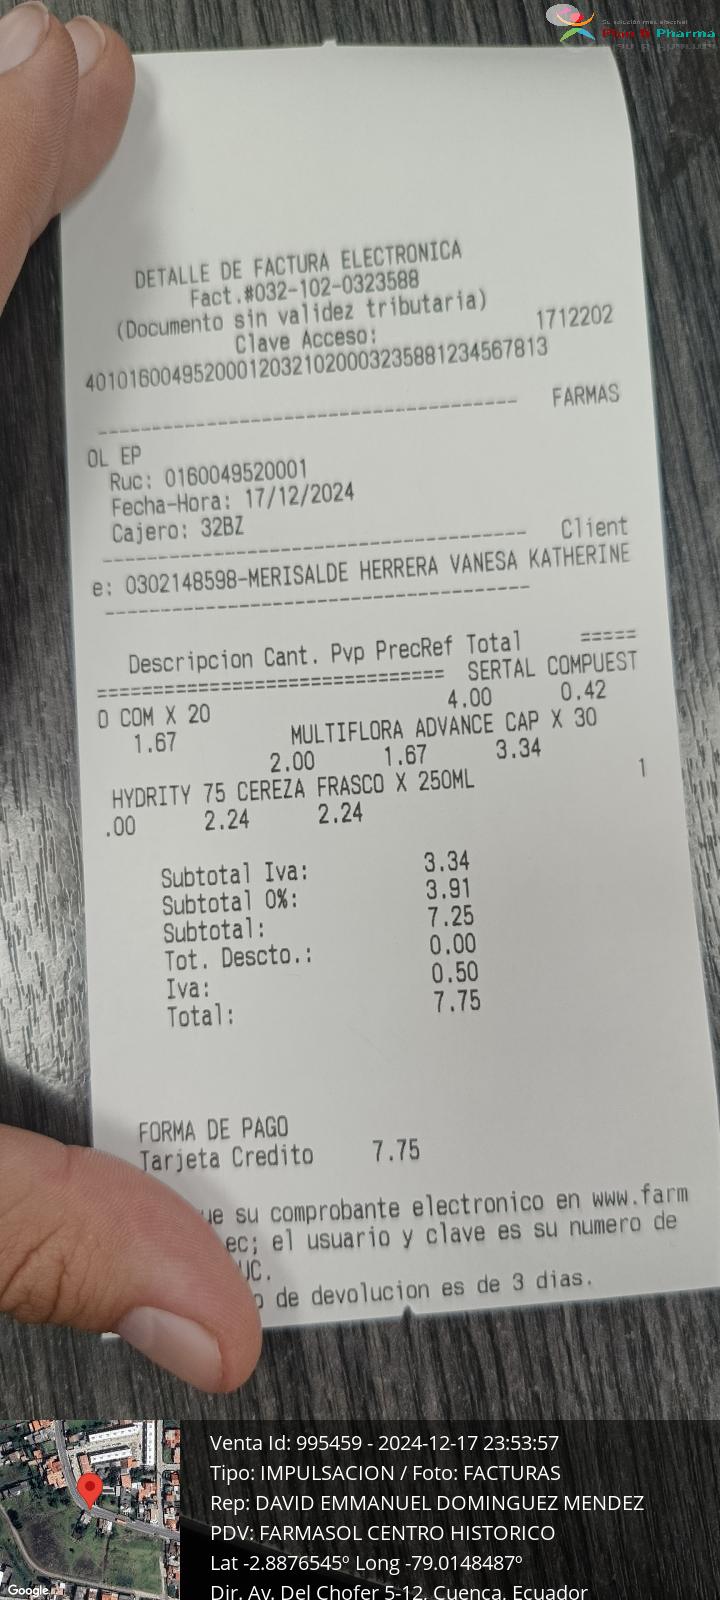 Su solución más efectiva!
Plan B Pharma
DETALLE DE FACTURA ELECTRONICA
Fact.#032-102-0323588
(Documento sin validez tributaria)
Clave Acceso: 1712202
401016004952000120321020003235881234567813
-------------------------------------- FARMAS
OL EP
Ruc: 0160049520001
Fecha-Hora: 17/12/2024
Cajero: 32BZ
-------------------------------------- Client
e: 0302148598-MERISALDE HERRERA VANESA KATHERINE
--------------------------------------
Descripcion Cant. Pvp PrecRef Total =====
=============================== SERTAL COMPUEST
O COM X 20 4.00 0.42
1.67 MULTIFLORA ADVANCE CAP X 30
2.00 1.67 3.34
HYDRITY 75 CEREZA FRASCO X 250ML 1
.00 2.24 2.24
Subtotal Iva: 3.34
Subtotal 0%: 3.91
Subtotal: 7.25
Tot. Descto.: 0.00
Iva: 0.50
Total: 7.75
FORMA DE PAGO
Tarjeta Credito 7.75
ue su comprobante electronico en www.farm
ec; el usuario y clave es su numero de
UC.
o de devolucion es de 3 dias.
Google
Venta Id: 995459 - 2024-12-17 23:53:57
Tipo: IMPULSACION / Foto: FACTURAS
Rep: DAVID EMMANUEL DOMINGUEZ MENDEZ
PDV: FARMASOL CENTRO HISTORICO
Lat -2.8876545º Long -79.0148487º
Dir. Av. Del Chofer 5-12, Cuenca, Ecuador